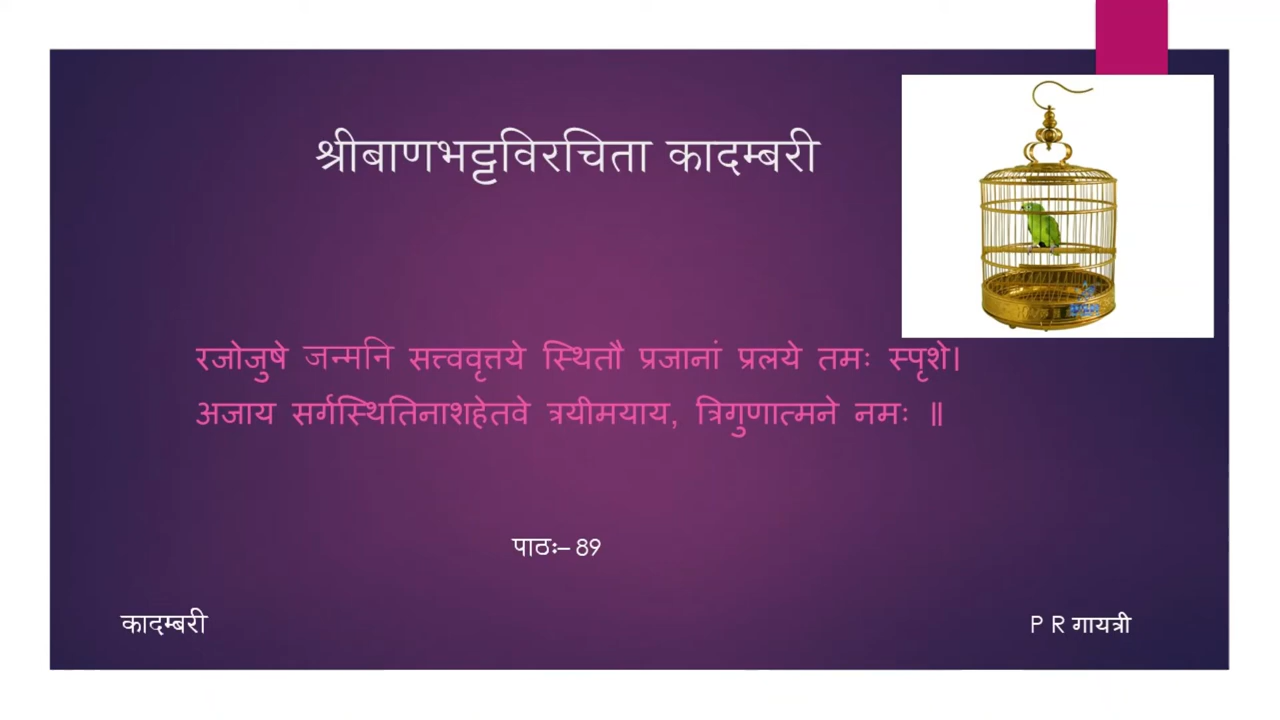 श्रीबाणभट्टविरचिता कादम्बरी
रजोजुषे जन्मनि सत्त्ववृत्तये स्थितौ प्रजानां प्रलये तमः स्पृशे।
अजाय सर्गस्थितिनाशहेतवे त्रयीमयाय, त्रिगुणात्मने नमः ॥
पाठः– 89
कादम्बरी
P R गायत्री